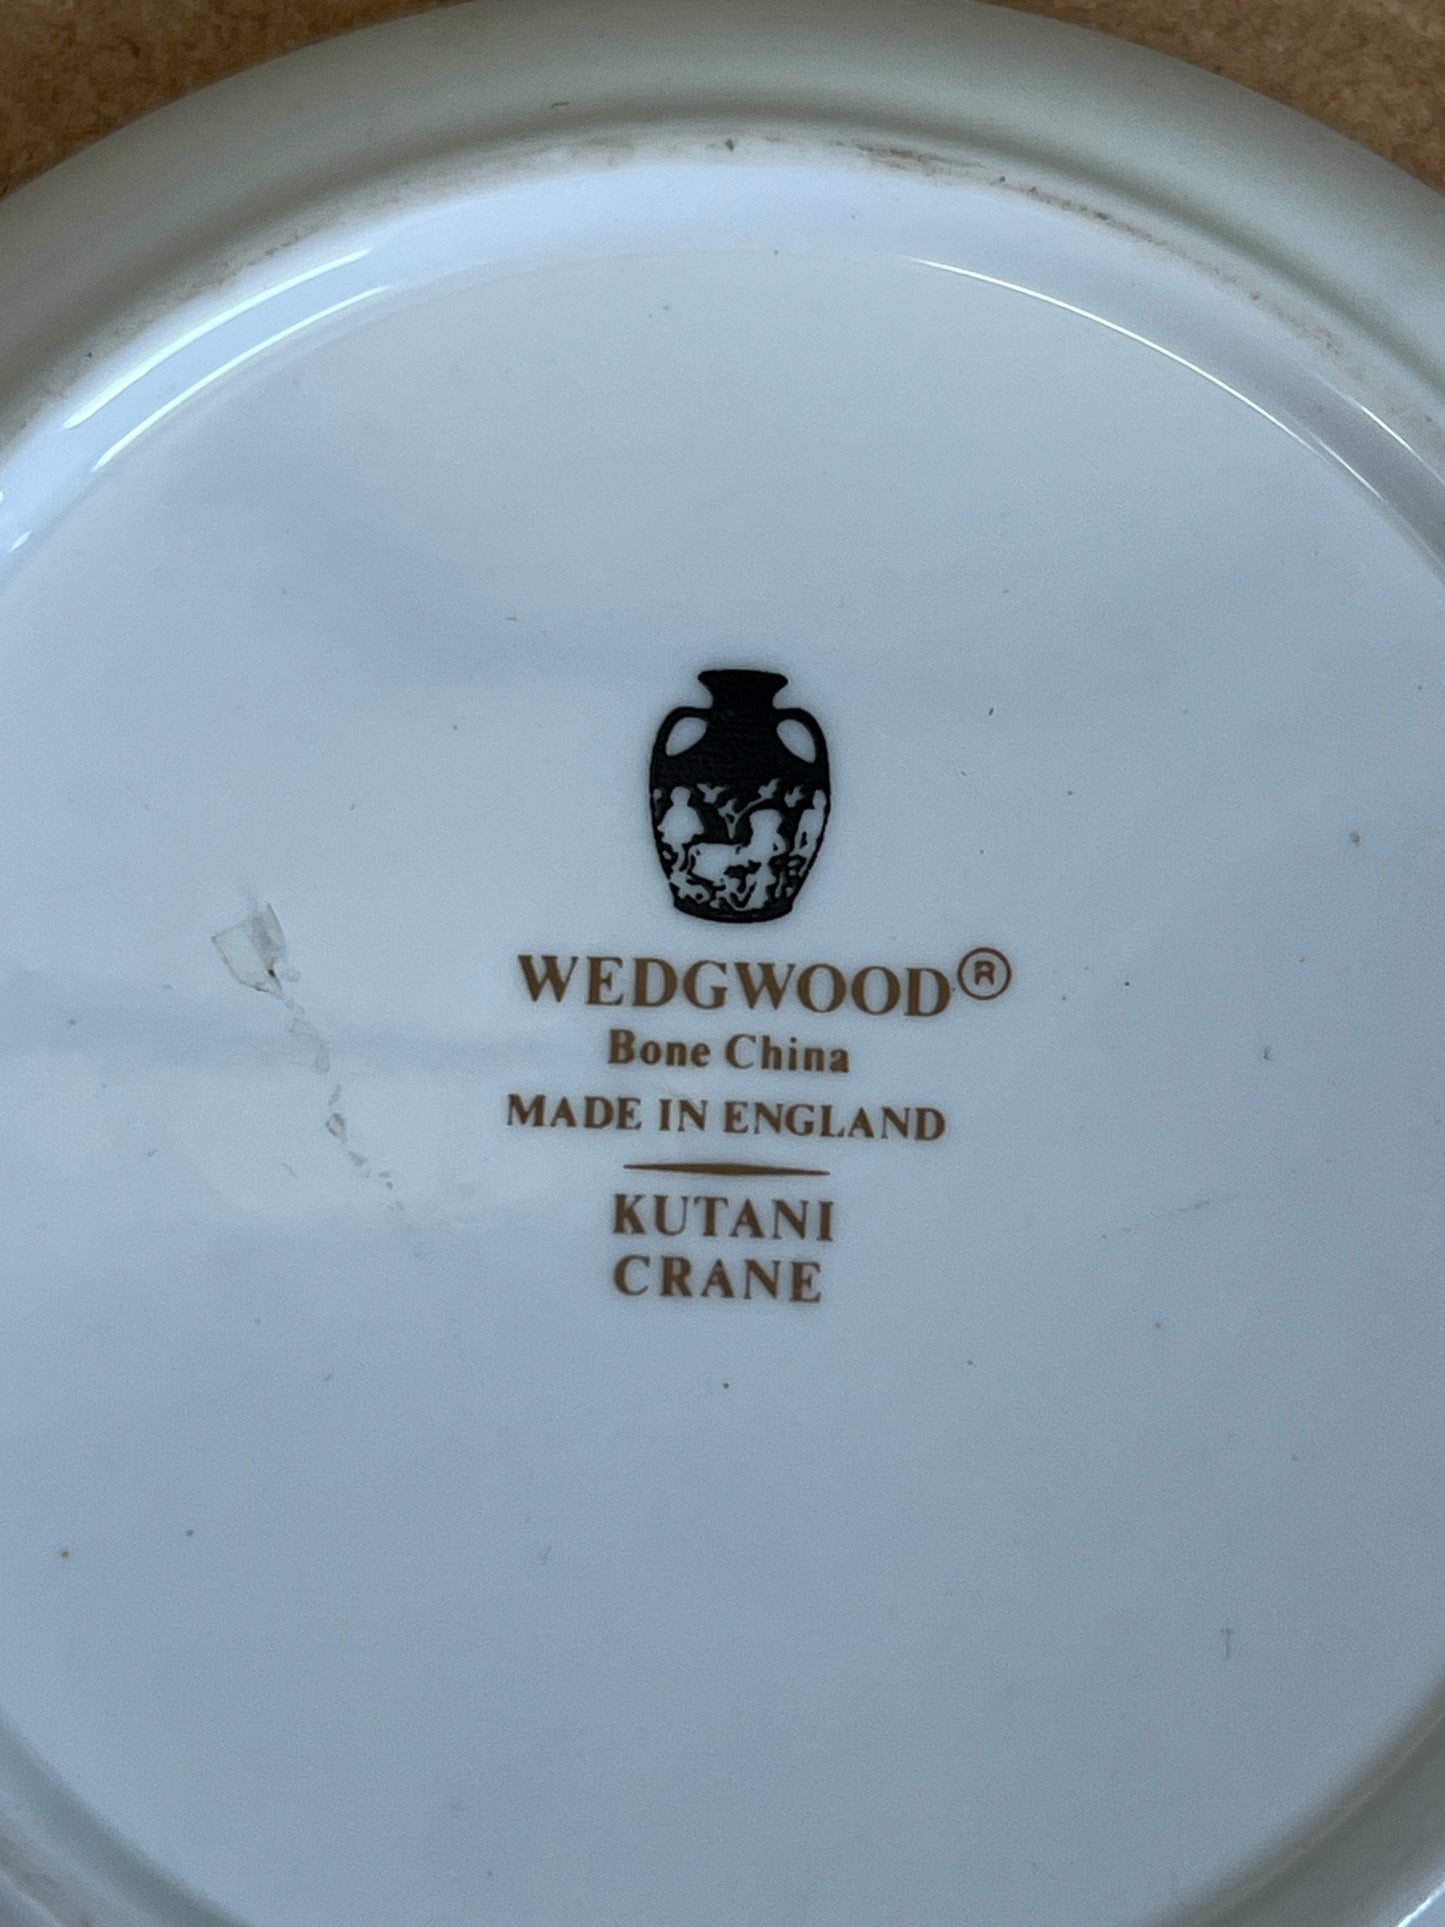 WEDGWOOD®
Bone China
MADE IN ENGLAND
KUTANI
CRANE